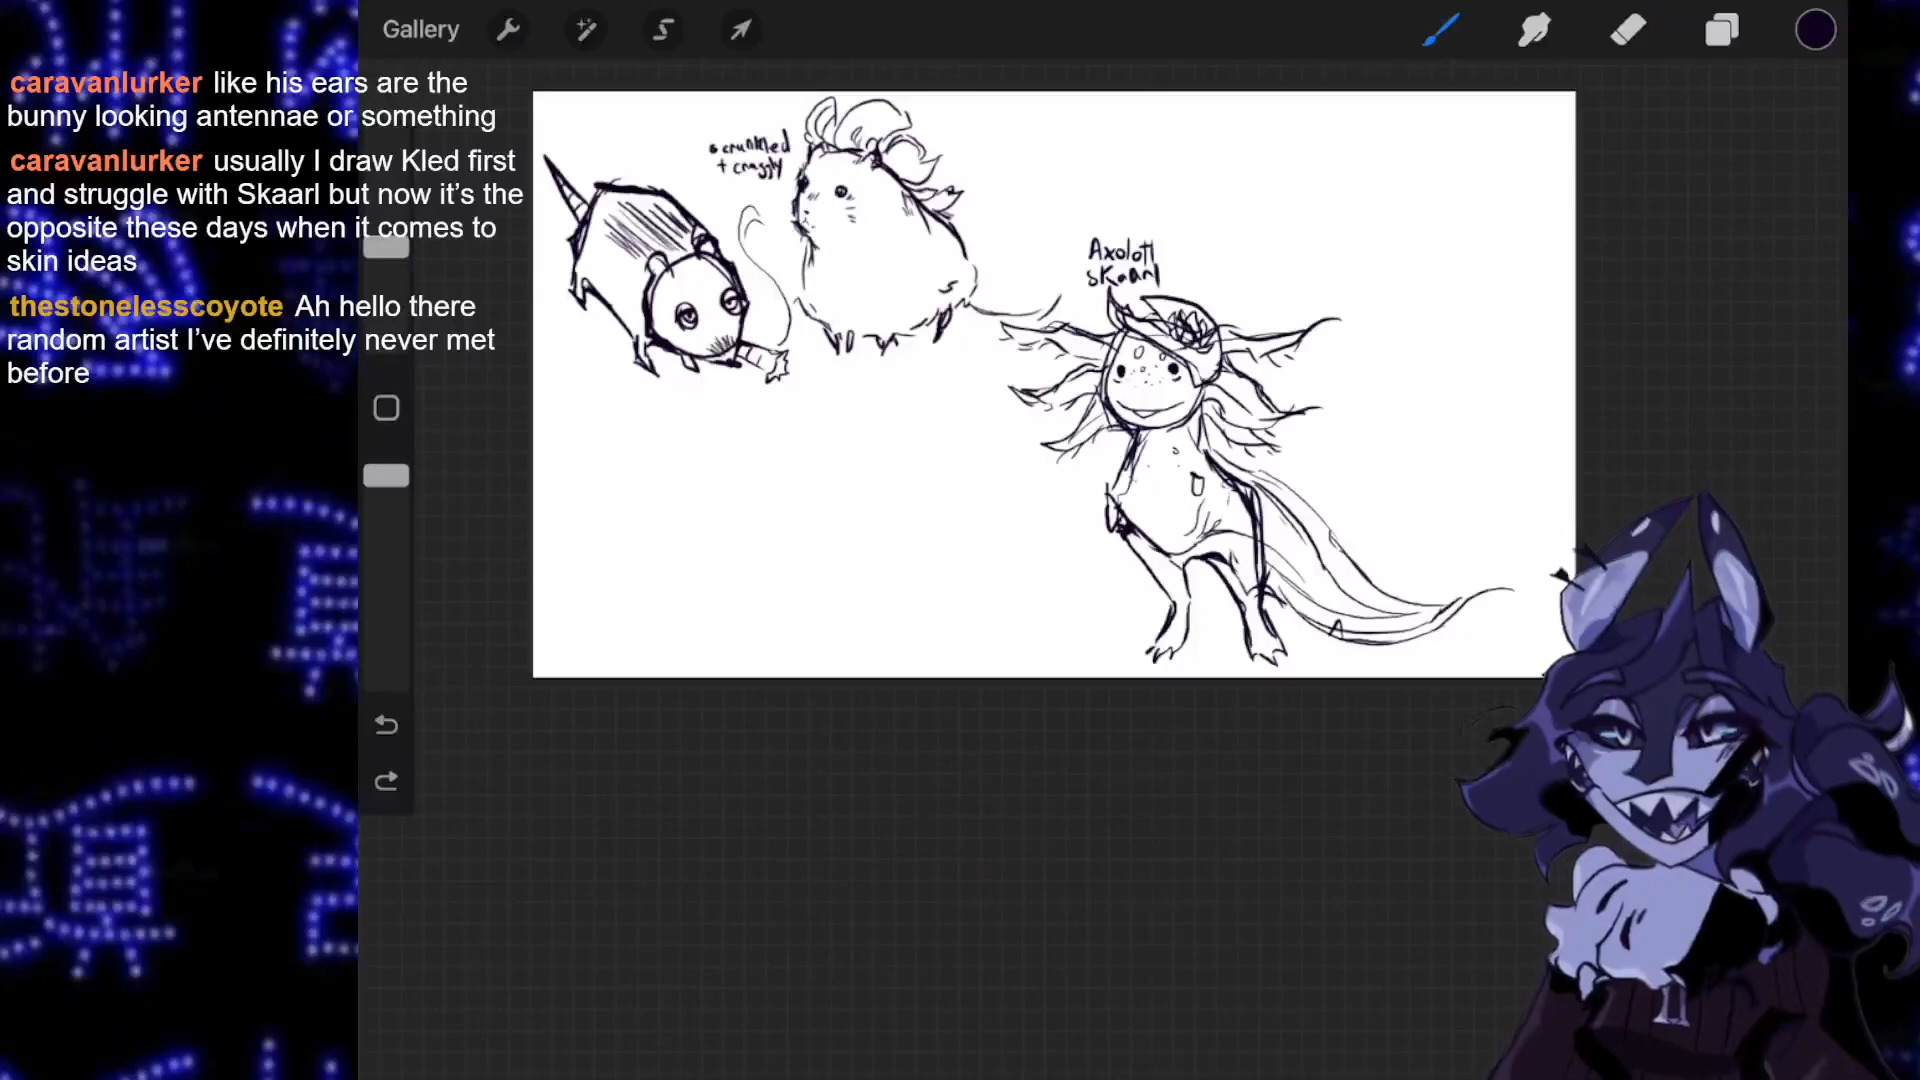 Gallery
caravanlurker like his ears are the
bunny looking antennae or something
caravanlurker usually I draw Kled first
and struggle with Skaarl but now it's the
opposite these days when it comes to
skin ideas
thestonelesscoyote Ah hello there
random artist I've definitely never met
before
scrunkled
+ craggly
Axolotl
skaarl